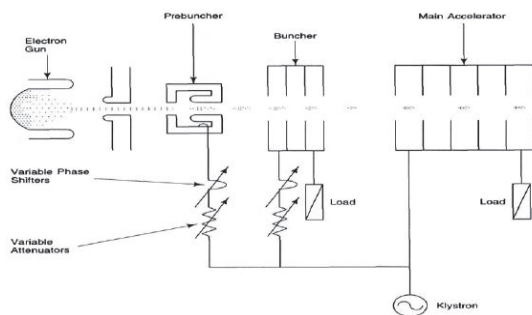 Prebuncher
Main Accelerator
Electron
Gun
Buncher
Variable Phase
Shifters
Variable
Attenuators
Load
Load
Klystron